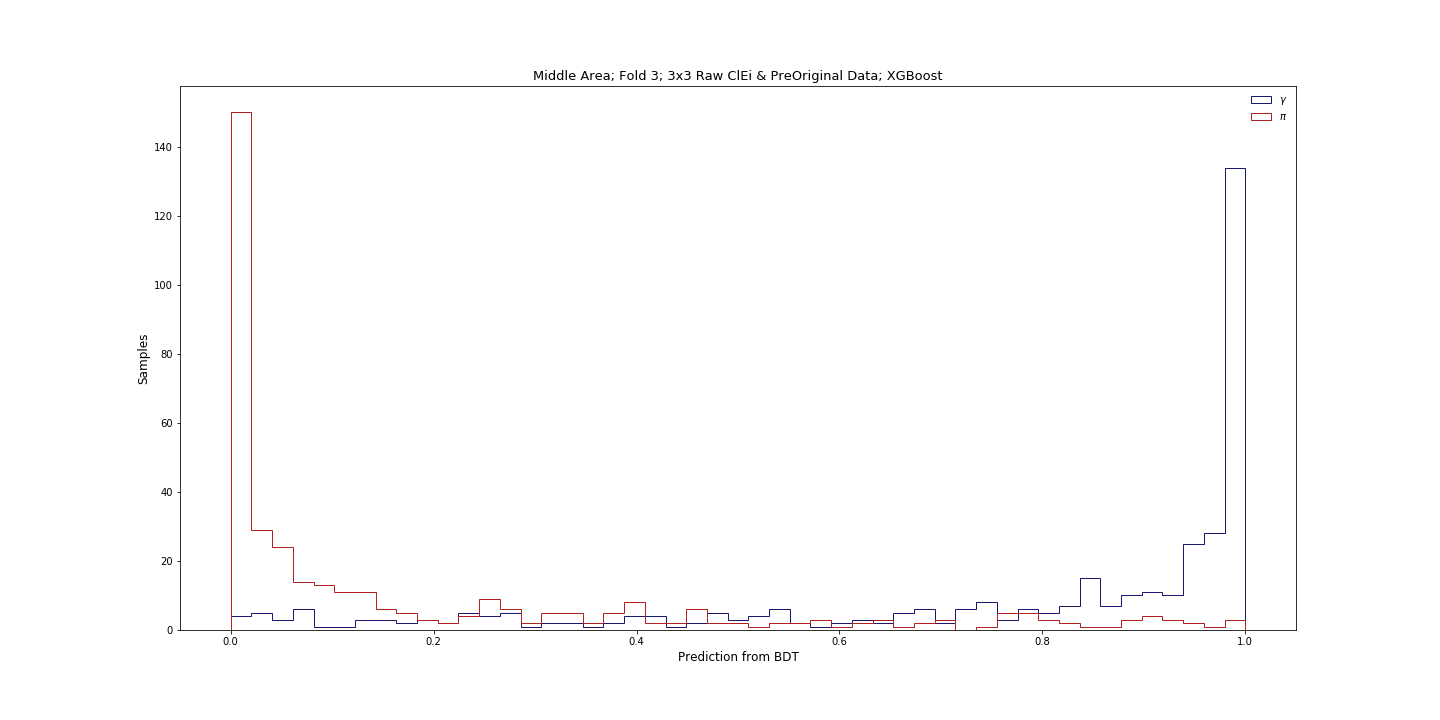 Middle Area; Fold 3; 3x3 Raw ClEi & PreOriginal Data; XGBoost
γ
π
140
120
100
80
60
40
20
0
Samples
0.0 0.2 0.4 0.6 0.8 1.0
Prediction from BDT